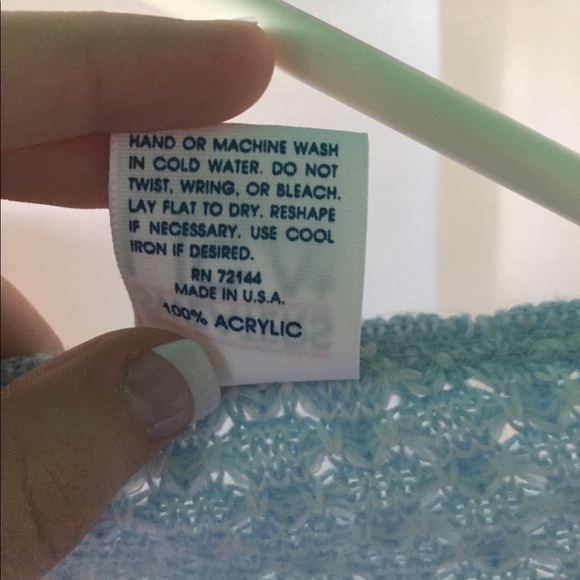 HAND OR MACHINE WASH
IN COLD WATER. DO NOT
TWIST, WRING, OR BLEACH.
LAY FLAT TO DRY. RESHAPE
IF NECESSARY. USE COOL
IRON IF DESIRED.
RN 72144
MADE IN U.S.A.
100% ACRYLIC